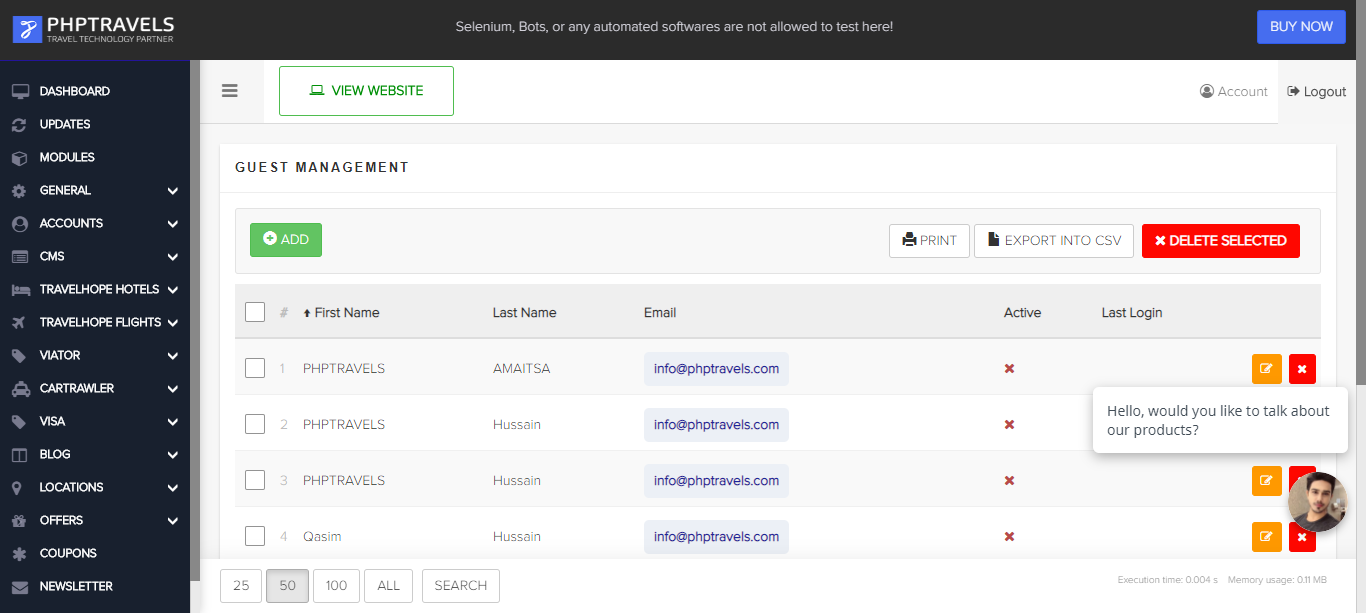 PHPTRAVELS
TRAVEL TECHNOLOGY PARTNER
Selenium, Bots, or any automated softwares are not allowed to test here!
BUY NOW
DASHBOARD
UPDATES
MODULES
GENERAL
ACCOUNTS
CMS
TRAVELHOPE HOTELS
TRAVELHOPE FLIGHTS
VIATOR
CARTRAWLER
VISA
BLOG
LOCATIONS
OFFERS
COUPONS
NEWSLETTER
VIEW WEBSITE
Account
Logout
GUEST MANAGEMENT
ADD
PRINT
EXPORT INTO CSV
DELETE SELECTED
# First Name Last Name Email Active Last Login
1 PHPTRAVELS AMAITSA info@phptravels.com
2 PHPTRAVELS Hussain info@phptravels.com
3 PHPTRAVELS Hussain info@phptravels.com
4 Qasim Hussain info@phptravels.com
Hello, would you like to talk about
our products?
25 50 100 ALL SEARCH
Execution time: 0.004 s Memory usage: 0.11 MB